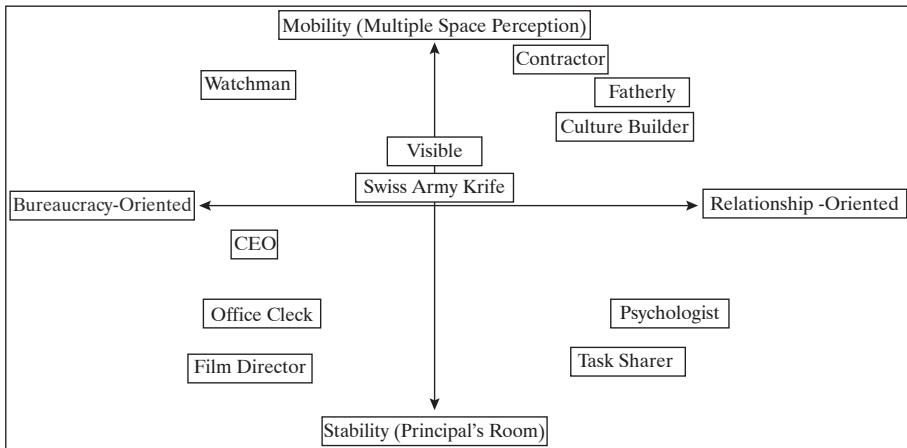 Mobility (Multiple Space Perception)
Contractor
Watchman
Fatherly
Culture Builder
Visible
Swiss Army Krife
Bureaucracy-Oriented
Relationship -Oriented
CEO
Office Cleck
Psychologist
Film Director
Task Sharer
Stability (Principal's Room)